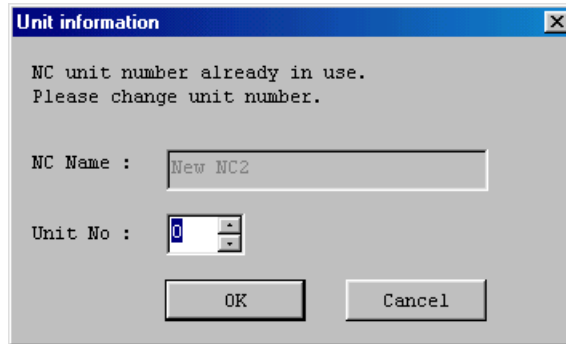 Unit information
NC unit number already in use.
Please change unit number.
NC Name :
New NC2
Unit No :
0
OK
Cancel